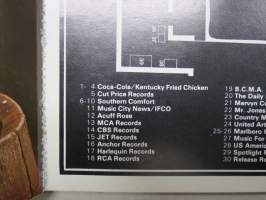 1- 4 Coca-Cola/Kentucky Fried Chicken
5 Cut Price Records
6-10 Southern Comfort
11 Music City News/IFCO
12 Acuff Rose
13 MCA Records
14 CBS Records
15 JET Records
16 Anchor Records
17 Harlequin Records
18 RCA Records
19 B.C.M.A.
20 The Daily
21 Mervyn Co
22 Mr. Jones
23 Country M
24 United Art
25-26 Marlboro C
27 Music For
28 US Americ
29 Spotlight R
30 Release Re